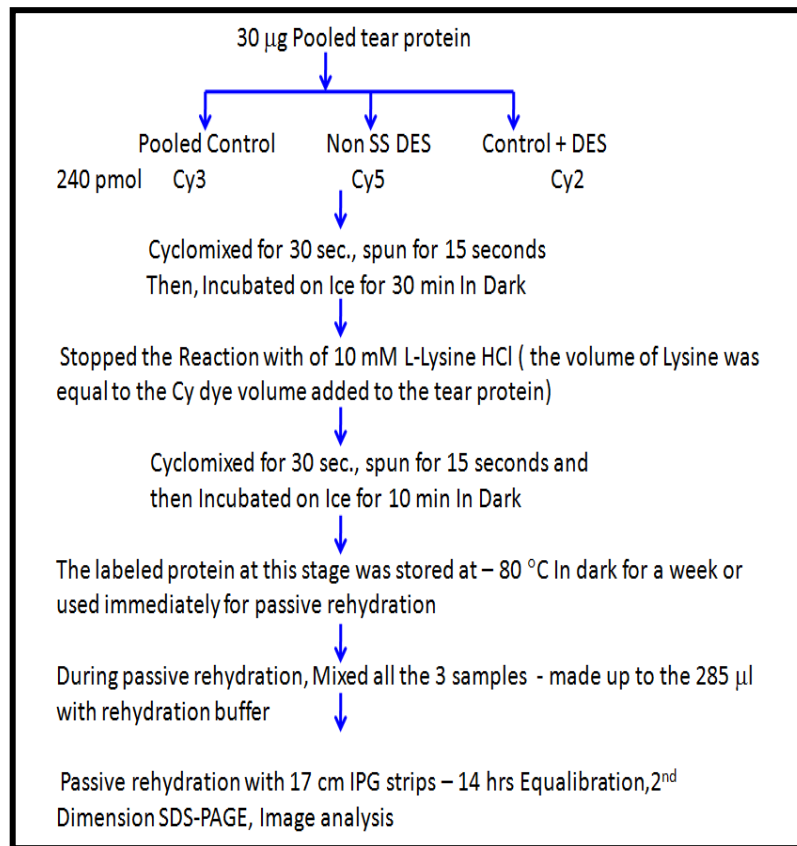 30 μg Pooled tear protein
Pooled Control Non SS DES Control + DES
240 pmol Cy3 Cy5 Cy2
Cyclomixed for 30 sec., spun for 15 seconds
Then, Incubated on Ice for 30 min In Dark
Stopped the Reaction with of 10 mM L-Lysine HCl ( the volume of Lysine was
equal to the Cy dye volume added to the tear protein)
Cyclomixed for 30 sec., spun for 15 seconds and
then Incubated on Ice for 10 min In Dark
The labeled protein at this stage was stored at – 80 °C In dark for a week or
used immediately for passive rehydration
During passive rehydration, Mixed all the 3 samples - made up to the 285 μl
with rehydration buffer
Passive rehydration with 17 cm IPG strips – 14 hrs Equalibration,2nd
Dimension SDS-PAGE, Image analysis